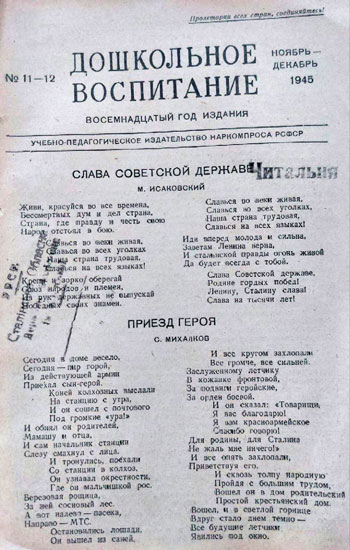 Пролетарии всех стран, соединяйтесь!
№ 11–12
ДОШКОЛЬНОЕ
ВОСПИТАНИЕ
НОЯБРЬ—
ДЕКАБРЬ
1945
ВОСЕМНАДЦАТЫЙ ГОД ИЗДАНИЯ
УЧЕБНО-ПЕДАГОГИЧЕСКОЕ ИЗДАТЕЛЬСТВО НАРКОМПРОСА РСФСР
СЛАВА СОВЕТСКОЙ ДЕРЖАВЕ
Читальня
М. ИСАКОВСКИЙ
Живи, красуйся во все времена,
Бессмертных дум и дел страна,
Страна, где правду и честь свою
Народ отстоял в бою.
Славься во веки живая,
Славься во всех уголках,
Наша страна трудовая,
Славься на всех языках!
Крепи и зорко оберегай
Союз народов и племен,
Из рук державных не выпускай
Победных своих знамен.
Славься во веки живая,
Славься во всех уголках,
Наша страна трудовая,
Славься на всех языках!
Иди вперед молода и сильна,
Заветам Ленина верна,
И сталинской правды огонь живой
Да будет всегда с тобой.
Слава Советской державе,
Родине гордых побед!
Ленину, Сталину слава!
Слава на тысячи лет!
ПРИЕЗД ГЕРОЯ
С. МИХАЛКОВ
Сегодня в доме весело,
Сегодня — пир горой,
Из действующей армии
Приехал сын-герой.
Коней колхозных выслали
На станцию с утра,
И он сошел с почтового
Под громкие „ура“!
И обнял он родителей,
Мамашу и отца,
И сам начальник станции
Слезу смахнул с лица.
И тронулись, поехали
Со станции в колхоз,
Он узнавал окрестности,
Где он мальчишкой рос.
Березовая рощица,
За ней сосновый лес.
А вот налево — пасека,
Направо — МТС.
Остановились лошади,
Он вышел из саней,
И все кругом захлопали
Все громче, все сильней.
Заслуженному летчику
В кожанке фронтовой,
За подвиги геройские,
За орден боевой.
И он сказал: «Товарищи,
Я вас благодарю!
Я вам красноармейское
Спасибо говорю!
Для родины, для Сталина
Не жаль мне ничего!»
И все опять захлопали,
Приветствуя его.
И сквозь толпу народную
Пройдя с большим трудом,
Вошел он в дом родительский
Простой крестьянский дом.
Вошел, и в светлой горнице
Вдруг стало днем темно —
Все будущие летчики
Явились под окно.